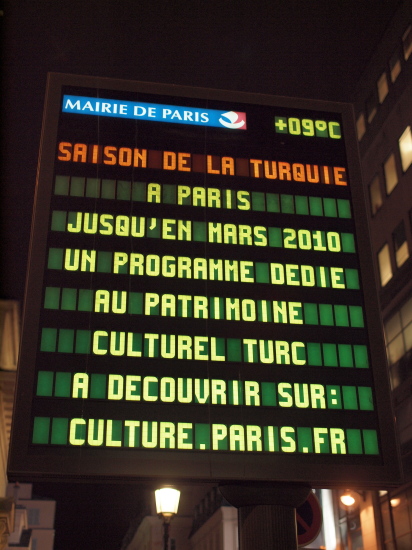 MAIRIE DE PARIS
+09°C
SAISON DE LA TURQUIE
A PARIS
JUSQU'EN MARS 2010
UN PROGRAMME DEDIE
AU PATRIMOINE
CULTUREL TURC
A DECOUVRIR SUR:
CULTURE.PARIS.FR